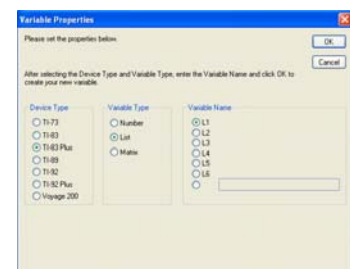 Variable Properties
Please set the properties below.
OK
Cancel
After selecting the Device Type and Variable Type, enter the Variable Name and click OK to
create your new variable.
Device Type
TI-73
TI-83
TI-83 Plus
TI-89
TI-92
TI-92 Plus
Voyage 200
Variable Type
Number
List
Matrix
Variable Name
L1
L2
L3
L4
L5
L6